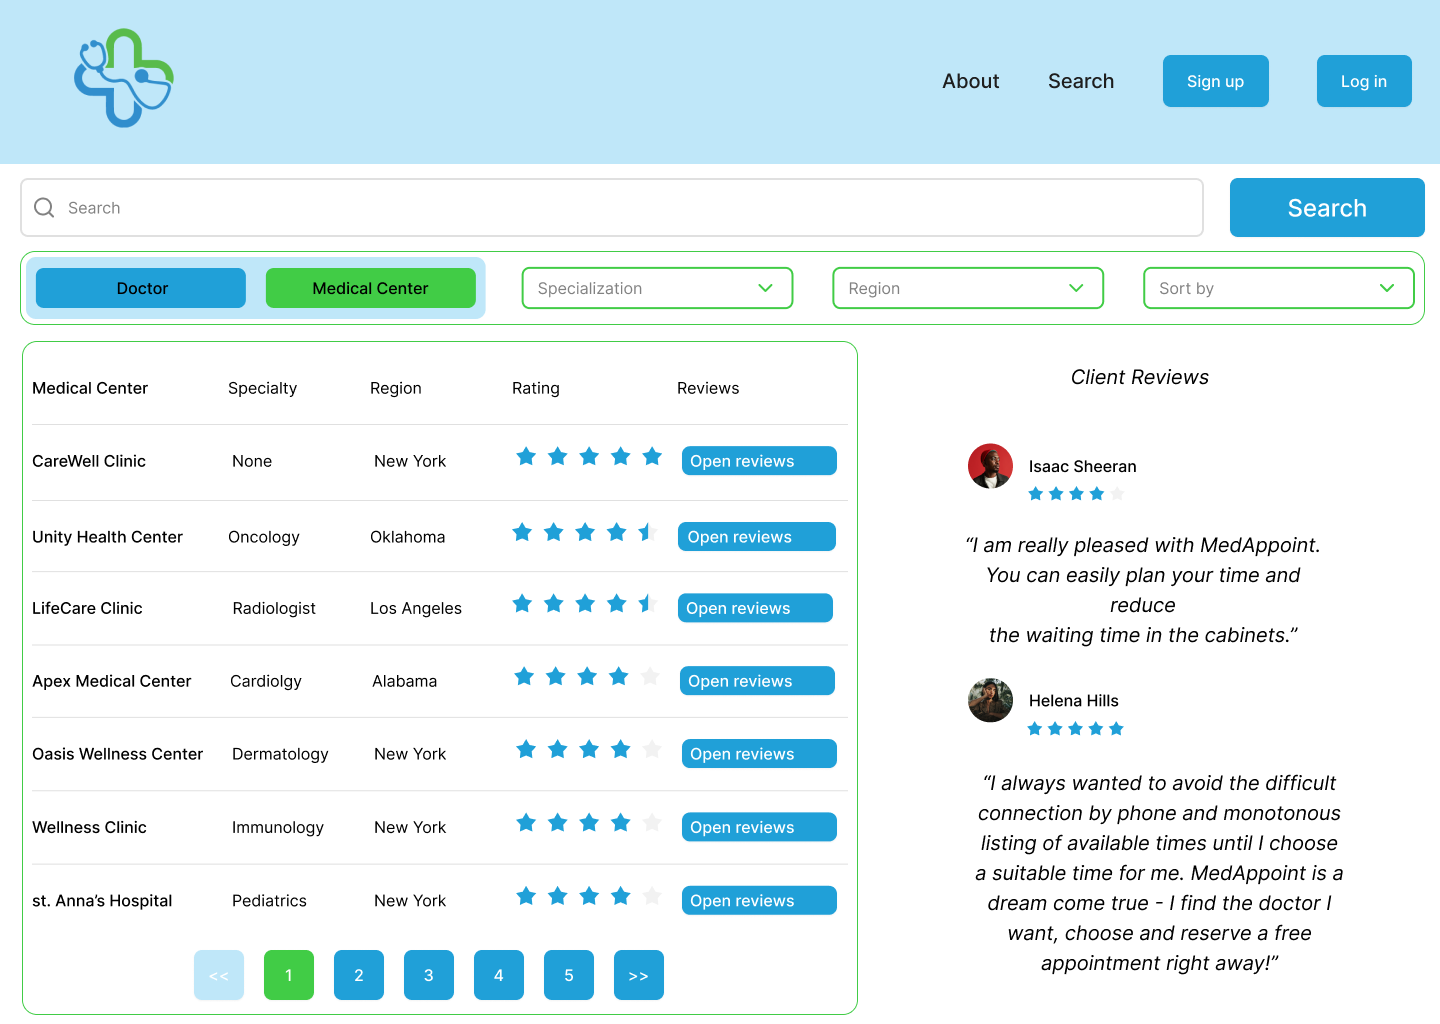 About Search Sign up Log in
Search Search
Doctor Medical Center Specialization Region Sort by
Medical Center Specialty Region Rating Reviews
CareWell Clinic None New York Open reviews
Unity Health Center Oncology Oklahoma Open reviews
LifeCare Clinic Radiologist Los Angeles Open reviews
Apex Medical Center Cardiolgy Alabama Open reviews
Oasis Wellness Center Dermatology New York Open reviews
Wellness Clinic Immunology New York Open reviews
st. Anna’s Hospital Pediatrics New York Open reviews
<< 1 2 3 4 5 >>
Client Reviews
Isaac Sheeran
“I am really pleased with MedAppoint.
You can easily plan your time and
reduce
the waiting time in the cabinets.”
Helena Hills
“I always wanted to avoid the difficult
connection by phone and monotonous
listing of available times until I choose
a suitable time for me. MedAppoint is a
dream come true - I find the doctor I
want, choose and reserve a free
appointment right away!”